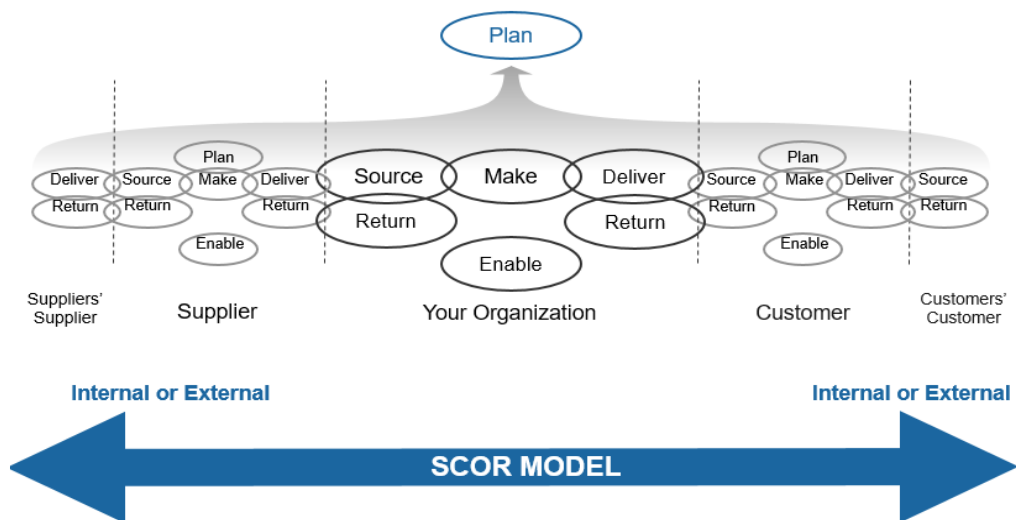 Plan
Plan Plan
Deliver Source Make Deliver Source Make Deliver Source Make Deliver Source
Return Return Return Return Return Return Return Return
Enable Enable Enable
Suppliers’
Supplier
Supplier
Your Organization
Customer
Customers’
Customer
Internal or External Internal or External
SCOR MODEL